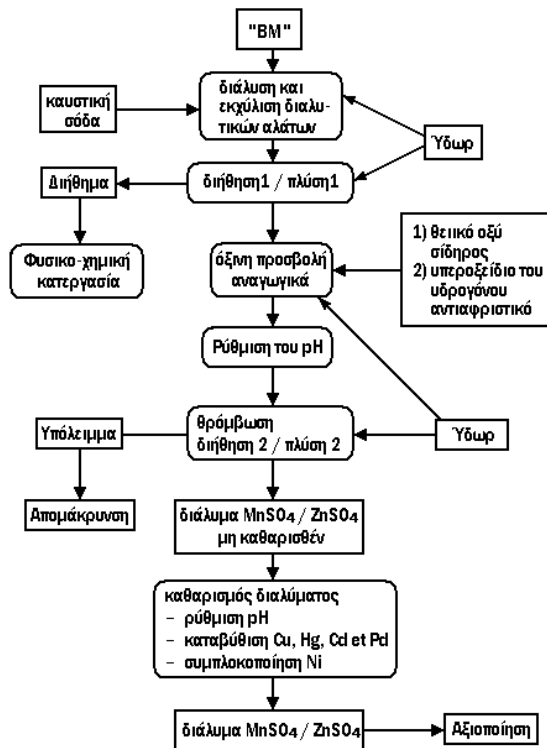 "BM"
καυστική
σόδα
διάλυση και
εκχύλιση διαλυ-
τικών αλάτων
Ύδωρ
Διήθημα
διήθηση1 / πλύση1
Φυσικο-χημική
κατεργασία
όξινη προσβολή
αναγωγικά
1) θειικό οξύ
σίδηρος
2) υπεροξείδιο του
υδρογόνου
αντιαφριστικό
Ρύθμιση του pH
Υπόλειμμα
θρόμβωση
διήθηση 2 / πλύση 2
Ύδωρ
Απομάκρυνση
διάλυμα MnSO4 / ZnSO4
μη καθαρισθέν
καθαρισμός διαλύματος
– ρύθμιση pH
– καταβύθιση Cu, Hg, Cd et Pd
– συμπλοκοποίηση Ni
διάλυμα MnSO4 / ZnSO4
Αξιοποίηση